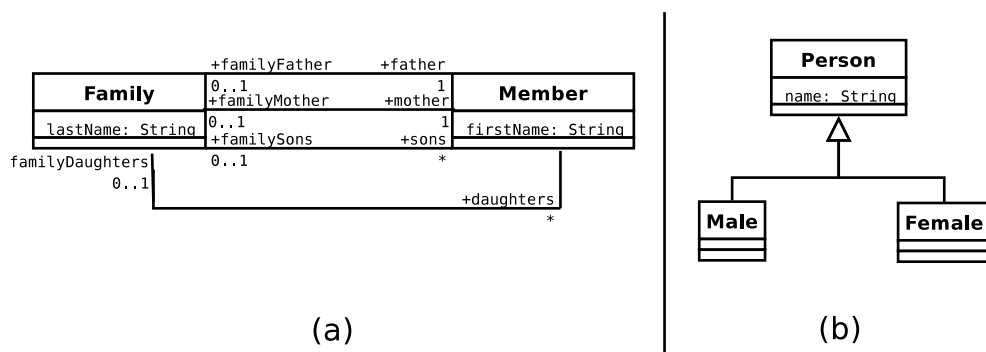 +familyFather +father
0..1 1
Family
+familyMother +mother
Member
0..1 1
lastName: String
+familySons +sons
firstName: String
0..1 *
familyDaughters
0..1
+daughters
*
(a)
Person
name: String
Male
Female
(b)